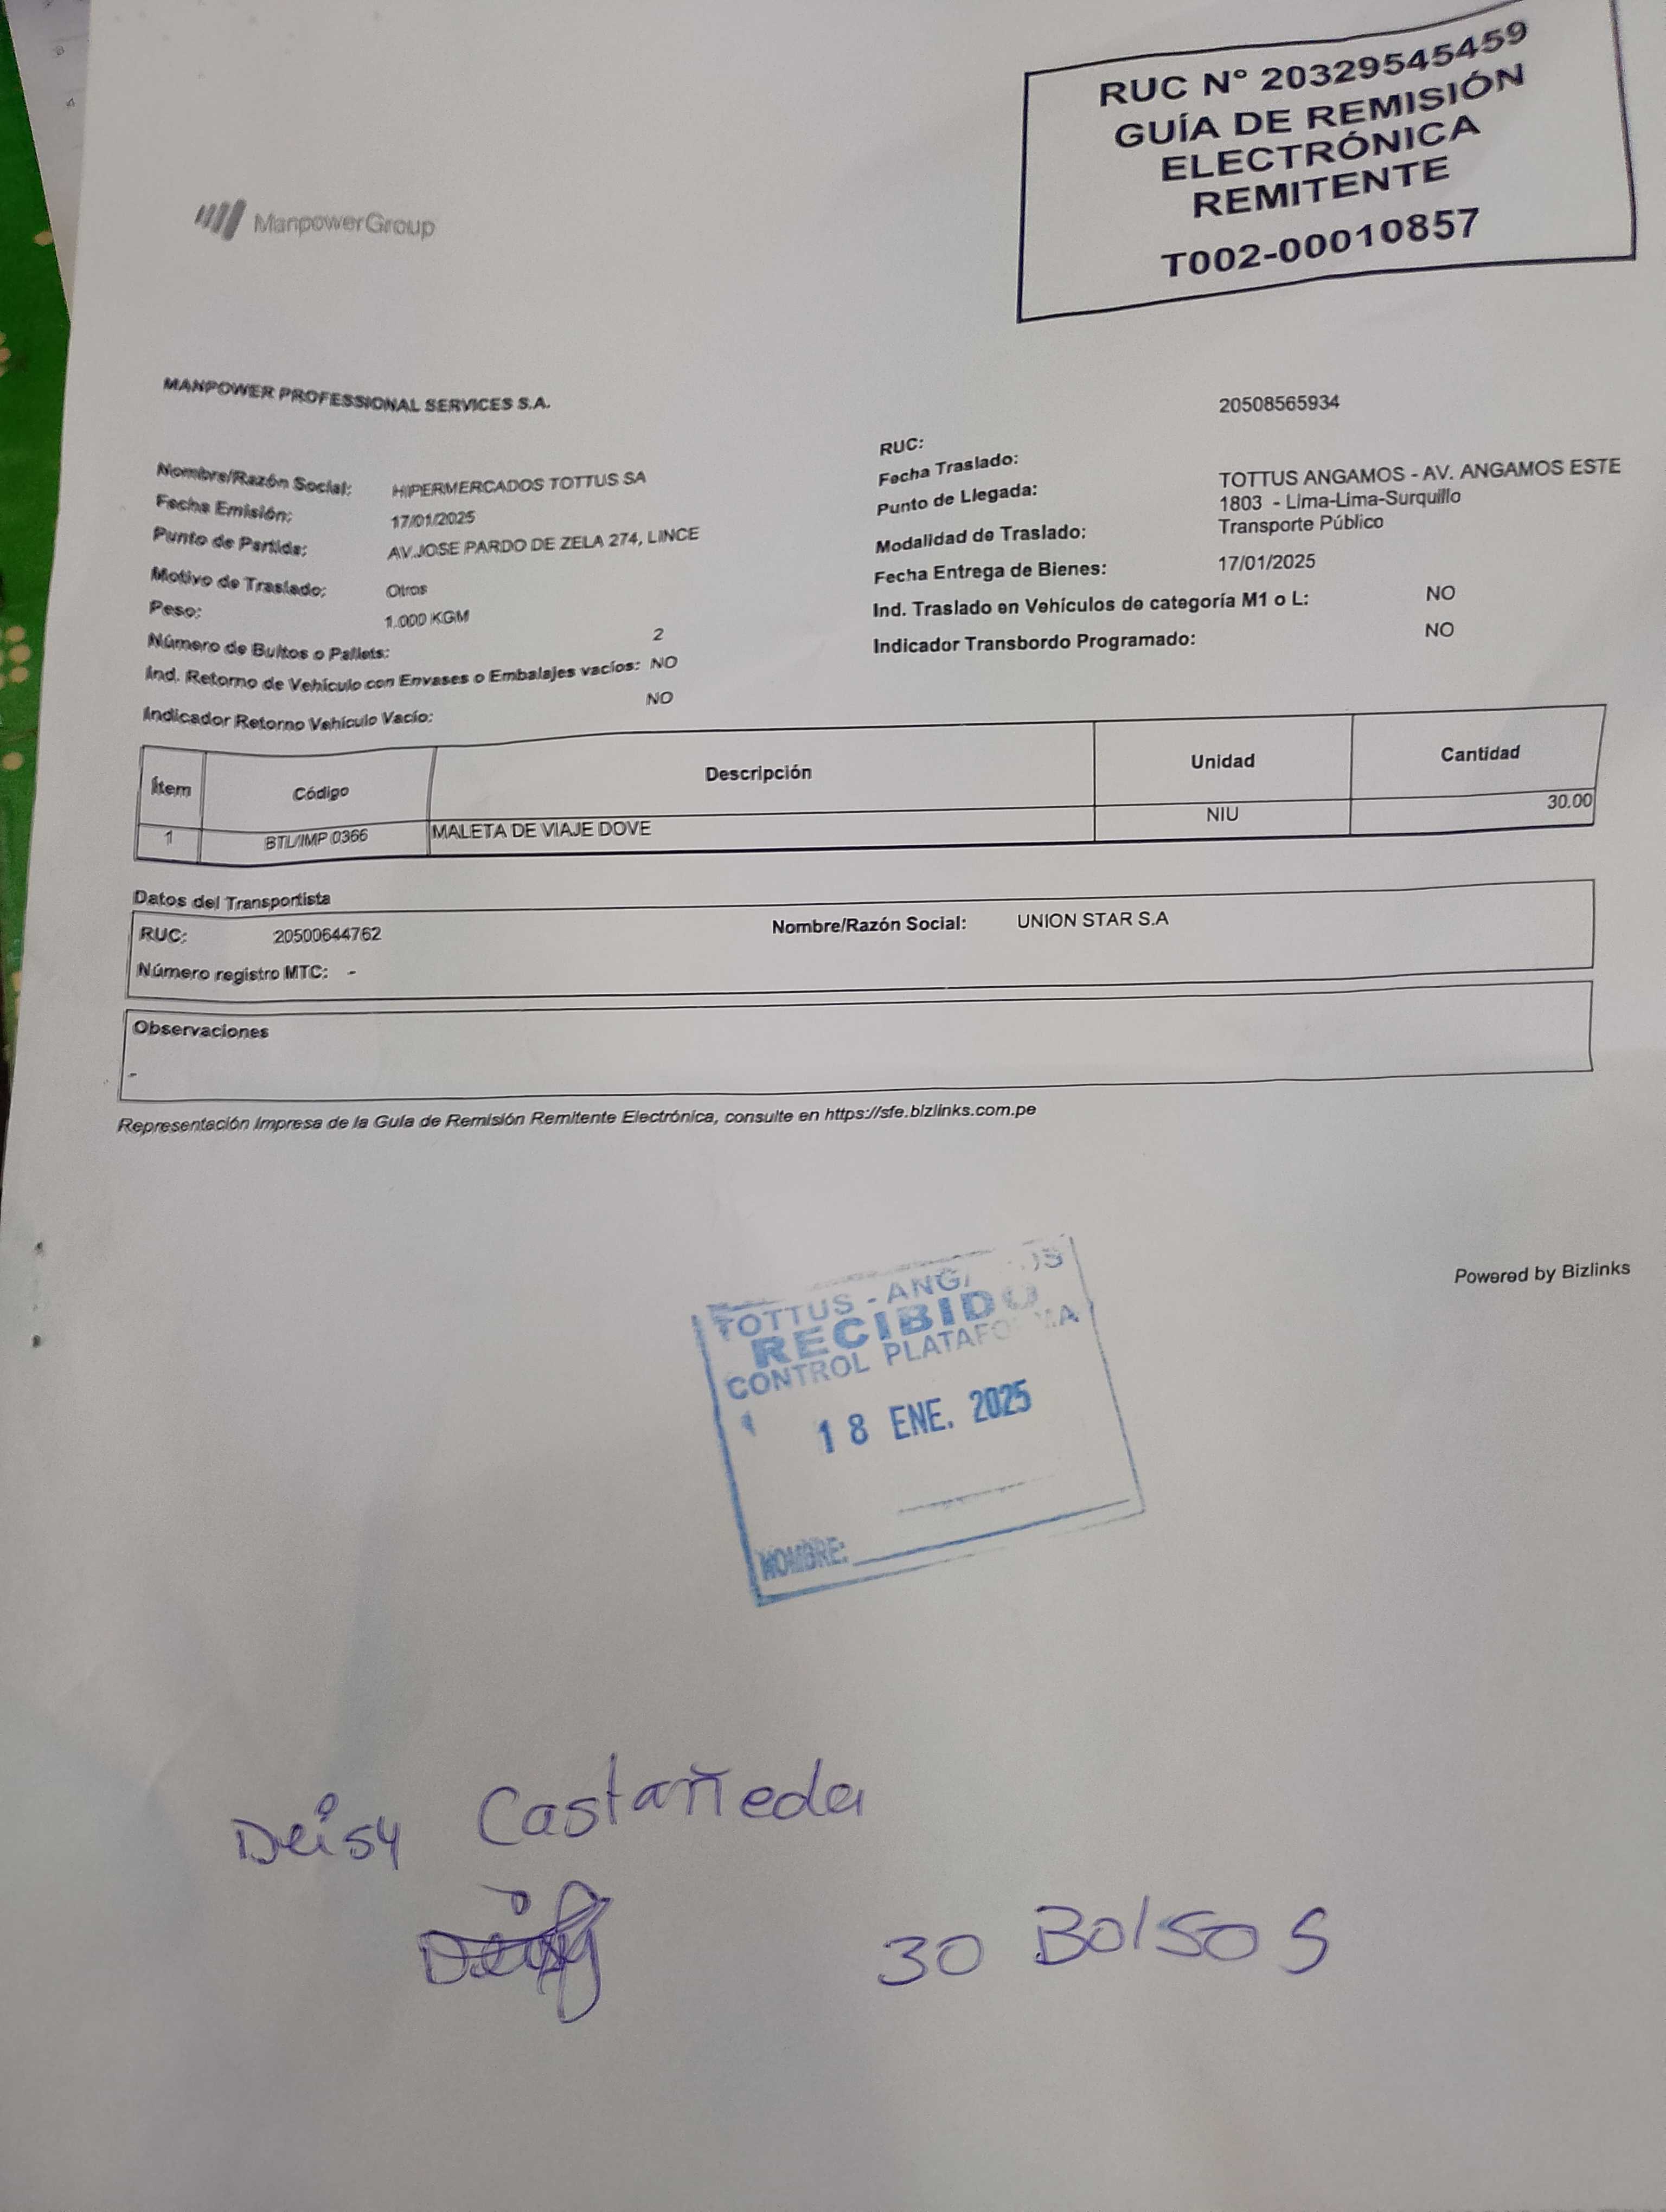 RUC N° 20329545459
GUÍA DE REMISIÓN
ELECTRÓNICA
REMITENTE
T002-00010857
ManpowerGroup
MANPOWER PROFESSIONAL SERVICES S.A.
Nombre/Razón Social: HIPERMERCADOS TOTTUS SA
Fecha Emisión: 17/01/2025
Punto de Partida: AV.JOSE PARDO DE ZELA 274, LINCE
Motivo de Traslado: Otros
Peso: 1.000 KGM
Número de Bultos o Pallets: 2
Ind. Retorno de Vehículo con Envases o Embalajes vacíos: NO
Indicador Retorno Vehículo Vacío: NO
RUC: 20508565934
Fecha Traslado:
Punto de Llegada: TOTTUS ANGAMOS - AV. ANGAMOS ESTE
1803 - Lima-Lima-Surquillo
Modalidad de Traslado: Transporte Público
Fecha Entrega de Bienes: 17/01/2025
Ind. Traslado en Vehículos de categoría M1 o L: NO
Indicador Transbordo Programado: NO
Ítem Código Descripción Unidad Cantidad
1 BTL/IMP 0366 MALETA DE VIAJE DOVE NIU 30.00
Datos del Transportista
RUC: 20500644762 Nombre/Razón Social: UNION STAR S.A
Número registro MTC: -
Observaciones
-
Representación Impresa de la Guía de Remisión Remitente Electrónica, consulte en https://sfe.bizlinks.com.pe
Powered by Bizlinks
TOTTUS - ANGAMOS
RECIBIDO
CONTROL PLATAFORMA
18 ENE. 2025
NOMBRE:
Deisy Castañeda
30 Bolsos